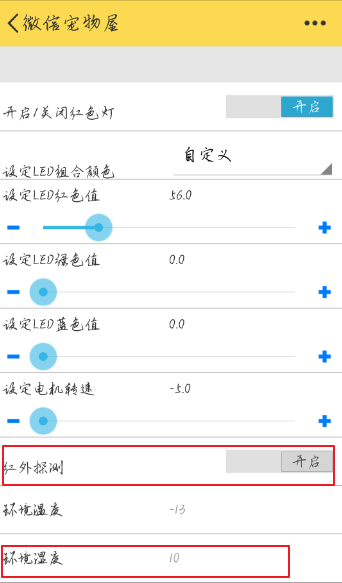 微信宠物屋
开启/关闭红色灯 开启
自定义
设定LED组合颜色
设定LED红色值 56.0
设定LED绿色值 0.0
设定LED蓝色值 0.0
设定电机转速 -5.0
红外探测 开启
环境温度 -13
环境湿度 10